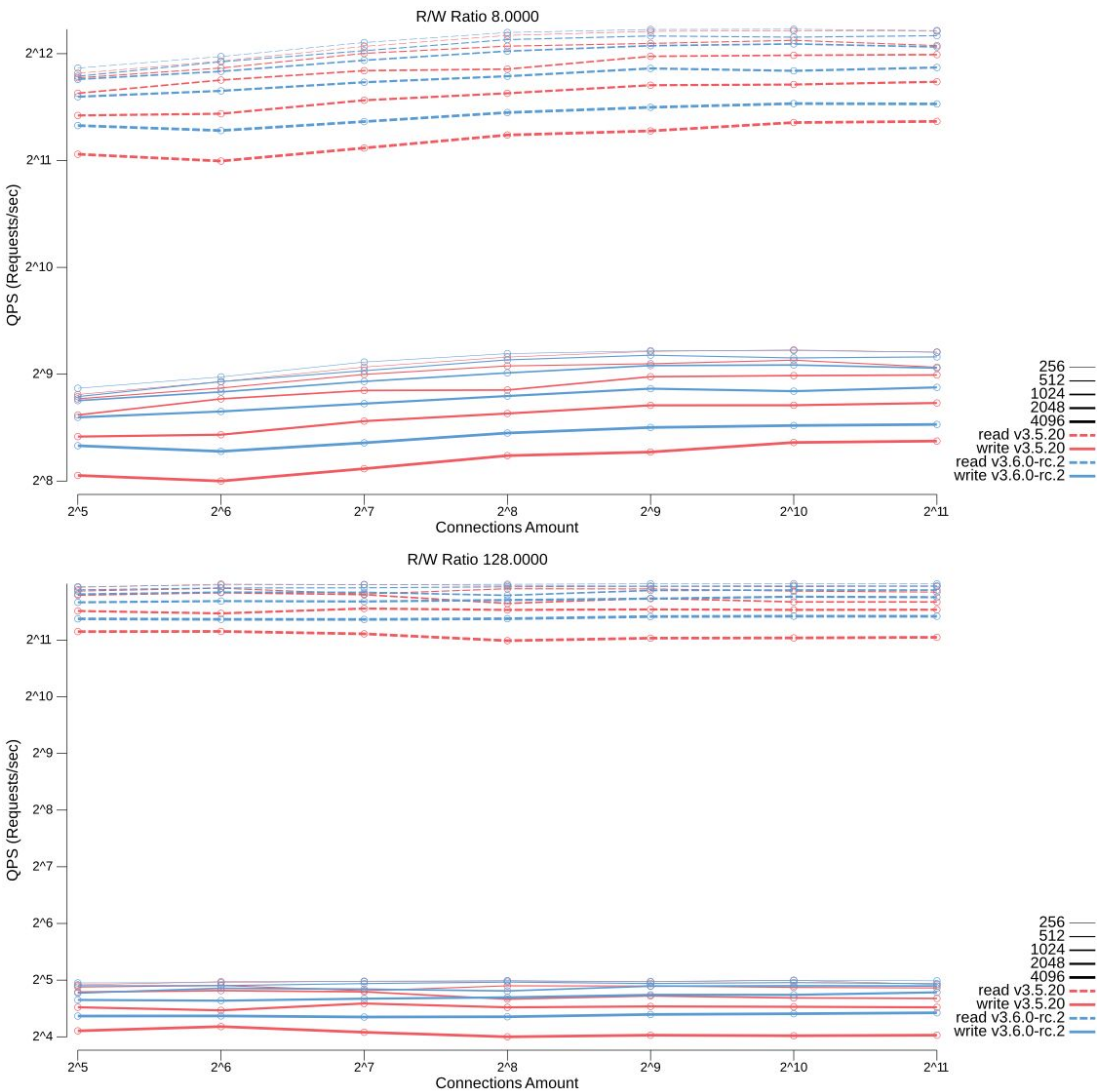 R/W Ratio 8.0000
QPS (Requests/sec)
2^12
2^11
2^10
2^9
2^8
2^5 2^6 2^7 2^8 2^9 2^10 2^11
Connections Amount
256
512
1024
2048
4096
read v3.5.20
write v3.5.20
read v3.6.0-rc.2
write v3.6.0-rc.2
R/W Ratio 128.0000
QPS (Requests/sec)
2^11
2^10
2^9
2^8
2^7
2^6
2^5
2^4
2^5 2^6 2^7 2^8 2^9 2^10 2^11
Connections Amount
256
512
1024
2048
4096
read v3.5.20
write v3.5.20
read v3.6.0-rc.2
write v3.6.0-rc.2